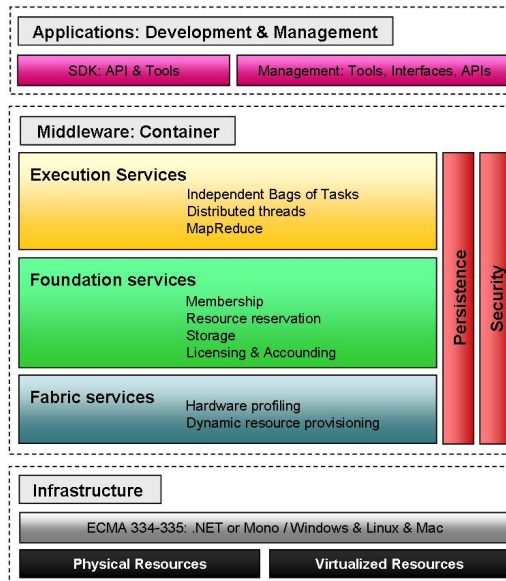 Applications: Development & Management
SDK: API & Tools
Management: Tools, Interfaces, APIs
Middleware: Container
Execution Services
Independent Bags of Tasks
Distributed threads
MapReduce
Foundation services
Membership
Resource reservation
Storage
Licensing & Accounding
Fabric services
Hardware profiling
Dynamic resource provisioning
Persistence
Security
Infrastructure
ECMA 334-335: .NET or Mono / Windows & Linux & Mac
Physical Resources
Virtualized Resources